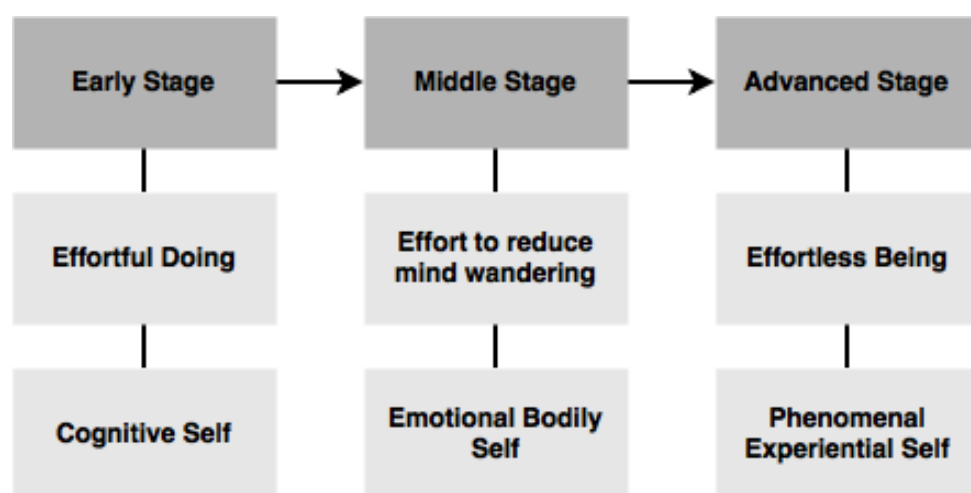 Early Stage
Middle Stage
Advanced Stage
Effortful Doing
Effort to reduce
mind wandering
Effortless Being
Cognitive Self
Emotional Bodily
Self
Phenomenal
Experiential Self